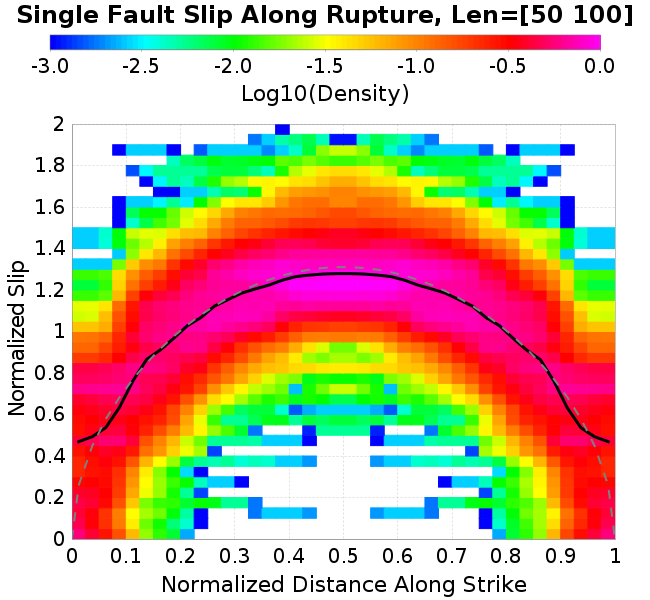 Single Fault Slip Along Rupture, Len=[50 100]
-3.0 -2.5 -2.0 -1.5 -1.0 -0.5 0.0
Log10(Density)
2
1.8
1.6
1.4
1.2
1
0.8
0.6
0.4
0.2
0
Normalized Slip
0 0.1 0.2 0.3 0.4 0.5 0.6 0.7 0.8 0.9 1
Normalized Distance Along Strike